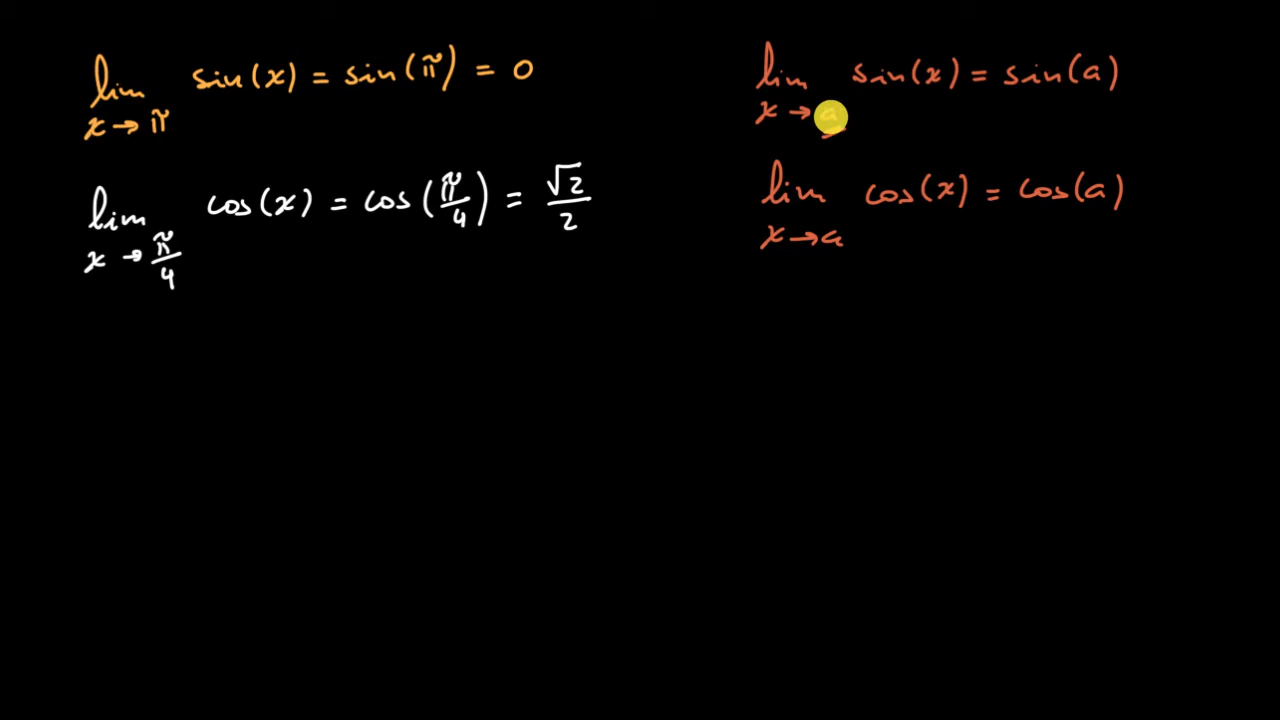 lim sin(x) = sin(π) = 0
x → π
lim cos(x) = cos(π/4) = √2/2
x → π/4
lim sin(x) = sin(a)
x → a
lim cos(x) = cos(a)
x → a